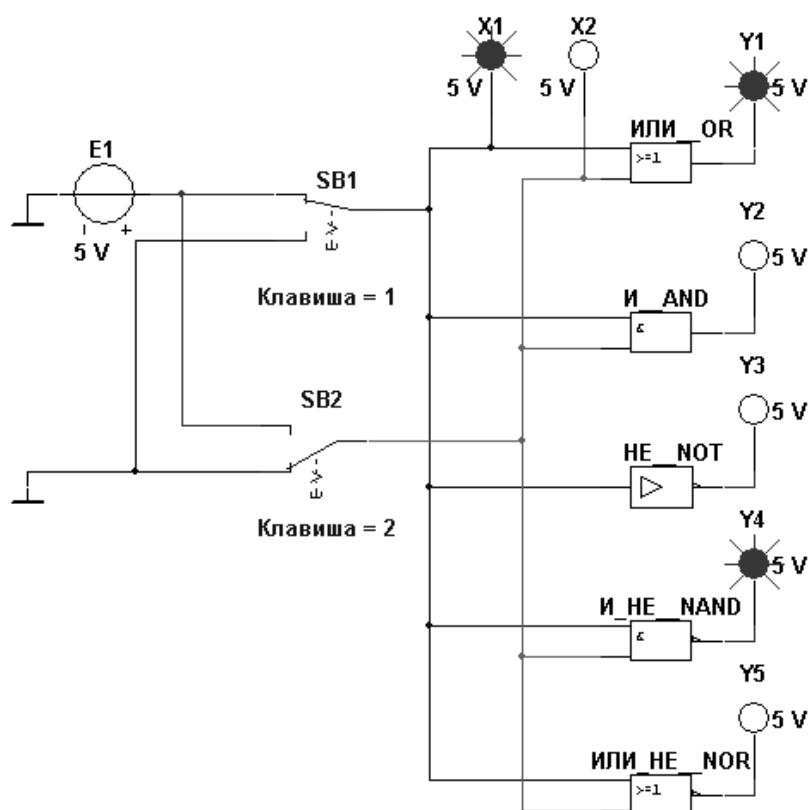 X1
X2
Y1
5 V
5 V
5 V
ИЛИ__OR
>=1
E1
SB1
- +
5 V
Клавиша = 1
Y2
5 V
И__AND
&
Y3
5 V
SB2
НЕ__NOT
Клавиша = 2
Y4
5 V
И_НЕ__NAND
&
Y5
5 V
ИЛИ_НЕ__NOR
>=1